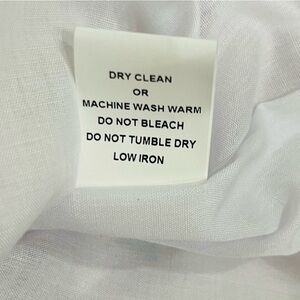 DRY CLEAN
OR
MACHINE WASH WARM
DO NOT BLEACH
DO NOT TUMBLE DRY
LOW IRON